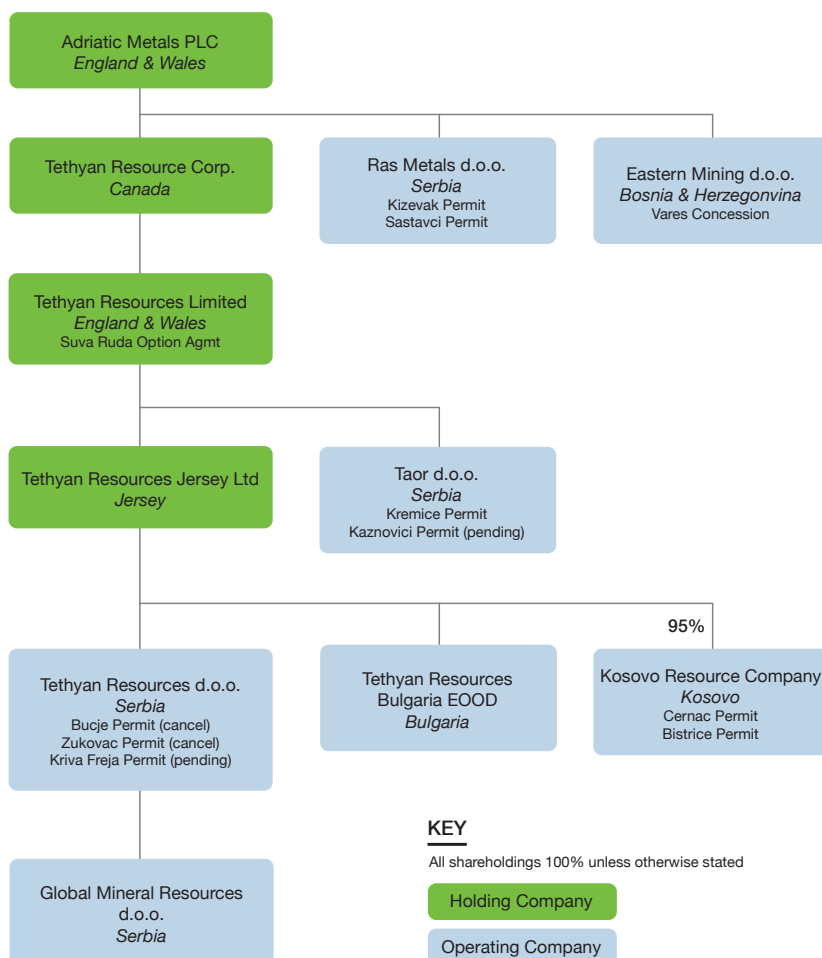 Adriatic Metals PLC
England & Wales
Tethyan Resource Corp.
Canada
Ras Metals d.o.o.
Serbia
Kizevak Permit
Sastavci Permit
Eastern Mining d.o.o.
Bosnia & Herzegonvina
Vares Concession
Tethyan Resources Limited
England & Wales
Suva Ruda Option Agmt
Tethyan Resources Jersey Ltd
Jersey
Taor d.o.o.
Serbia
Kremice Permit
Kaznovici Permit (pending)
95%
Tethyan Resources d.o.o.
Serbia
Bucje Permit (cancel)
Zukovac Permit (cancel)
Kriva Freja Permit (pending)
Tethyan Resources
Bulgaria EOOD
Bulgaria
Kosovo Resource Company
Kosovo
Cernac Permit
Bistrice Permit
Global Mineral Resources
d.o.o.
Serbia
KEY
All shareholdings 100% unless otherwise stated
Holding Company
Operating Company